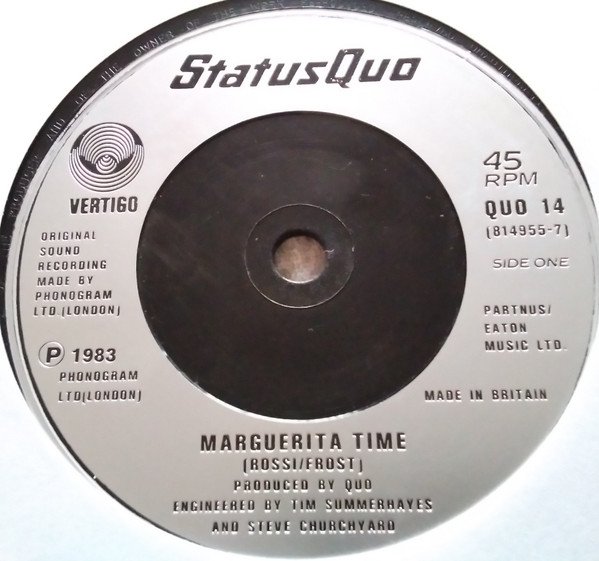 StatusQuo
VERTIGO
ORIGINAL
SOUND
RECORDING
MADE BY
PHONOGRAM
LTD.(LONDON)
P 1983
PHONOGRAM
LTD(LONDON)
45
RPM
QUO 14
(814955-7)
SIDE ONE
PARTNUS/
EATON
MUSIC LTD.
MADE IN BRITAIN
MARGUERITA TIME
(ROSSI/FROST)
PRODUCED BY QUO
ENGINEERED BY TIM SUMMERHAYES
AND STEVE CHURCHYARD